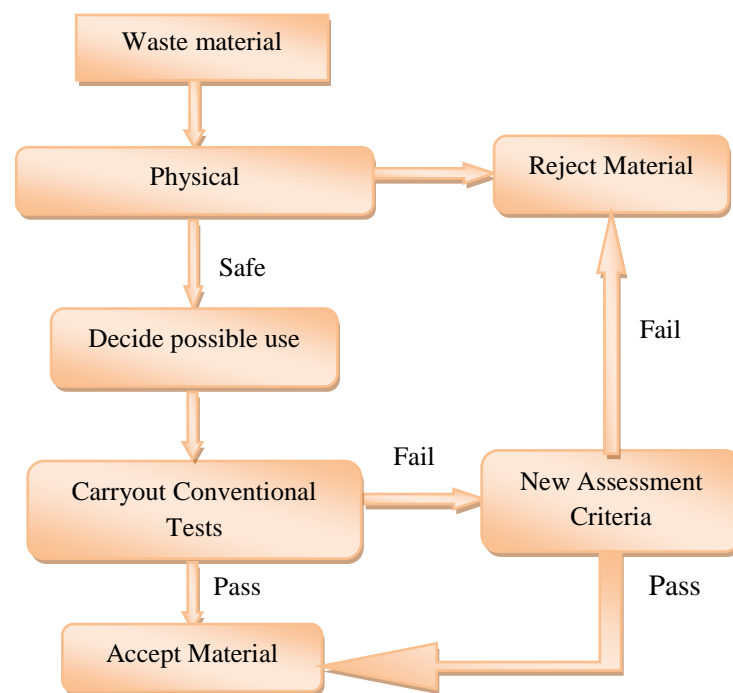 Waste material
Physical
Reject Material
Safe
Fail
Decide possible use
Fail
Carryout Conventional
Tests
New Assessment
Criteria
Pass
Pass
Accept Material